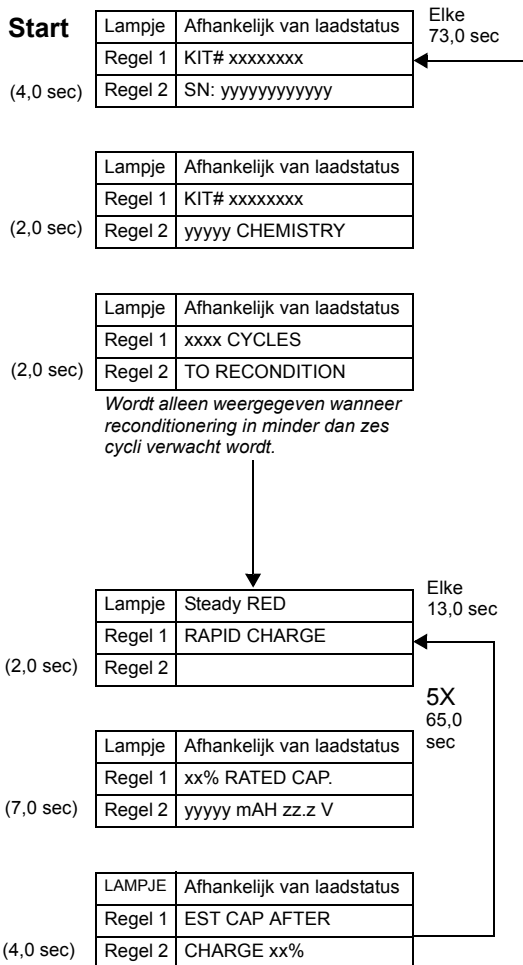 Start
Elke
73,0 sec
Lampje Afhankelijk van laadstatus
Regel 1 KIT# xxxxxxxx
(4,0 sec) Regel 2 SN: yyyyyyyyyyyy
Lampje Afhankelijk van laadstatus
Regel 1 KIT# xxxxxxxx
(2,0 sec) Regel 2 yyyyy CHEMISTRY
Lampje Afhankelijk van laadstatus
Regel 1 xxxx CYCLES
(2,0 sec) Regel 2 TO RECONDITION
Wordt alleen weergegeven wanneer
reconditionering in minder dan zes
cycli verwacht wordt.
Elke
13,0 sec
Lampje Steady RED
Regel 1 RAPID CHARGE
(2,0 sec) Regel 2
5X
65,0
sec
Lampje Afhankelijk van laadstatus
Regel 1 xx% RATED CAP.
(7,0 sec) Regel 2 yyyyy mAH zz.z V
LAMPJE Afhankelijk van laadstatus
Regel 1 EST CAP AFTER
(4,0 sec) Regel 2 CHARGE xx%